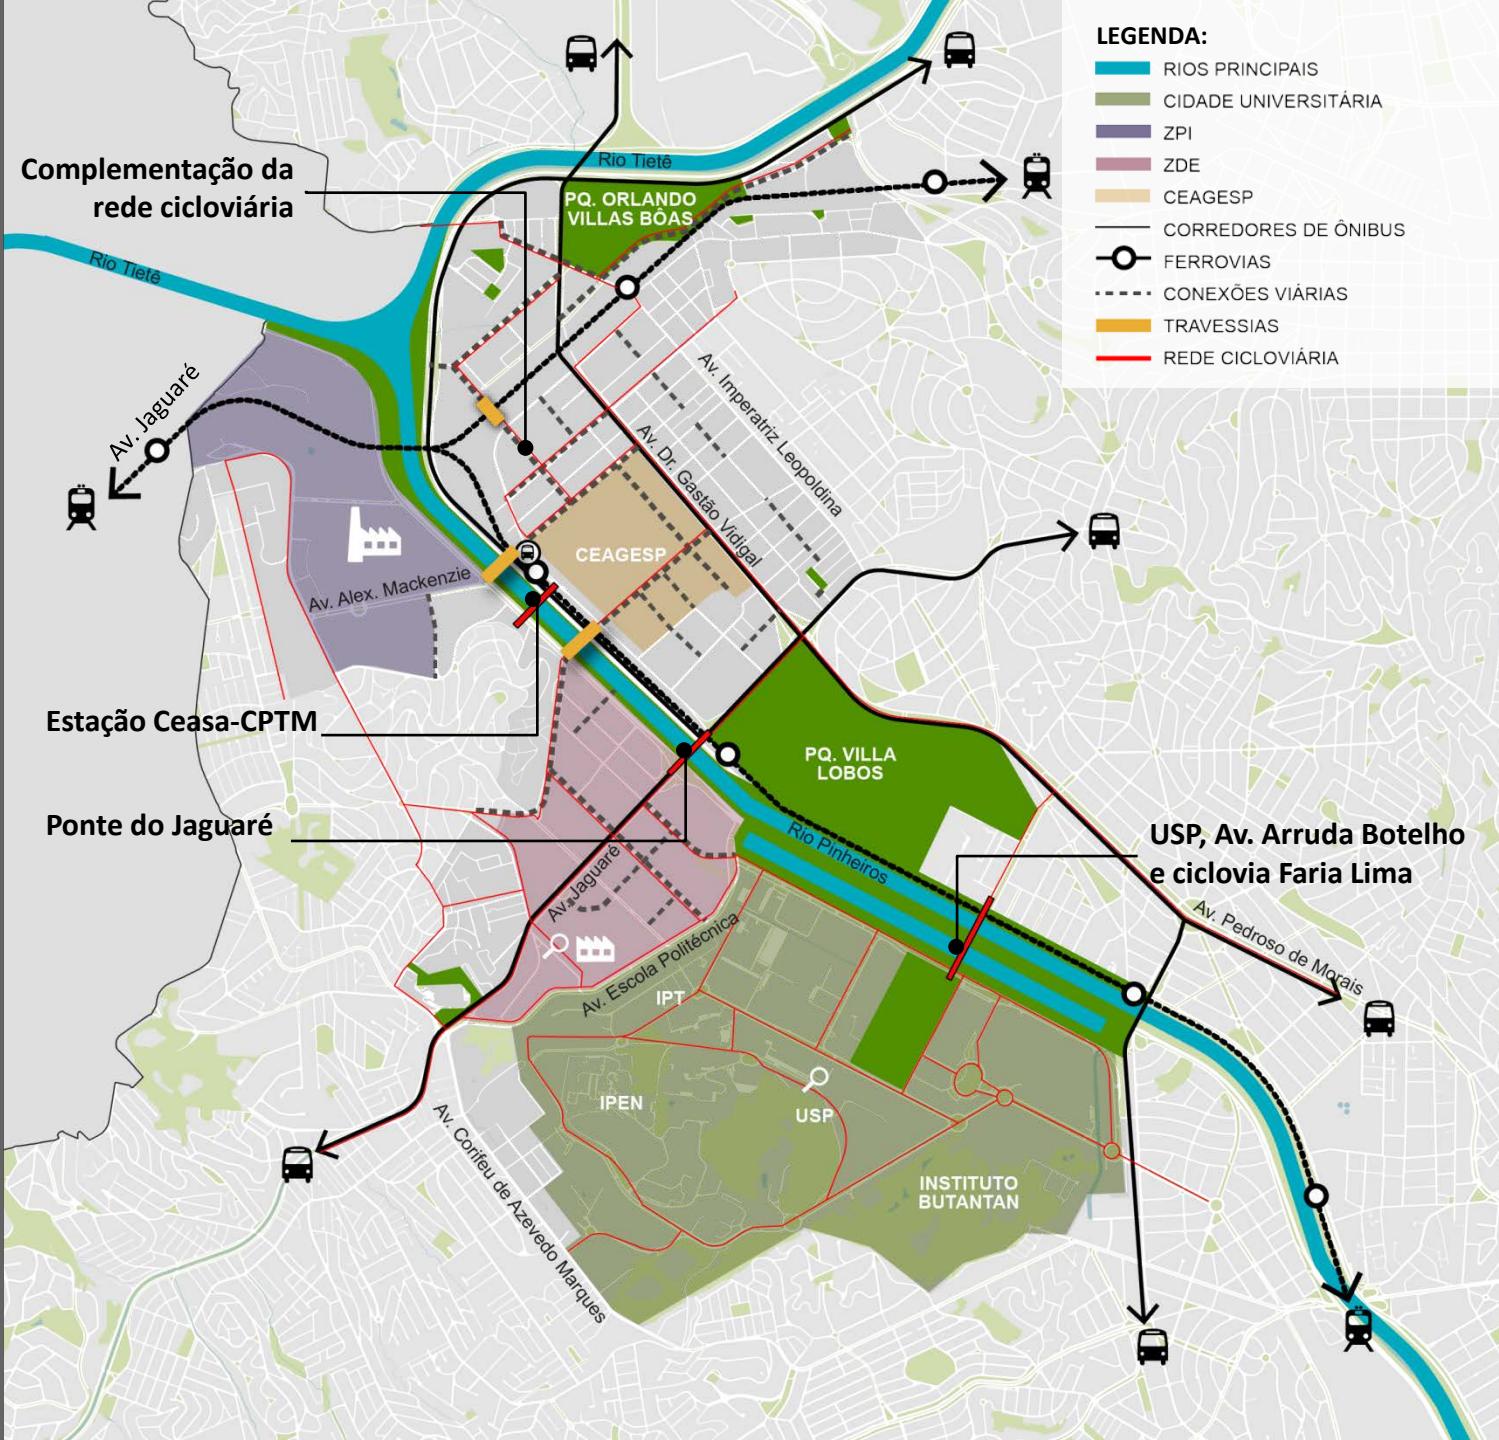 LEGENDA:
RIOS PRINCIPAIS
CIDADE UNIVERSITÁRIA
ZPI
ZDE
CEAGESP
CORREDORES DE ÔNIBUS
FERROVIAS
CONEXÕES VIÁRIAS
TRAVESSIAS
REDE CICLOVIÁRIA
Complementação da
rede cicloviária
Rio Tietê
PQ. ORLANDO
VILLAS BÔAS
Rio Tietê
Av. Jaguaré
Av. Imperatriz Leopoldina
Av. Dr. Gastão Vidigal
CEAGESP
Av. Alex. Mackenzie
Estação Ceasa-CPTM
PQ. VILLA
LOBOS
Ponte do Jaguaré
Rio Pinheiros
USP, Av. Arruda Botelho
e ciclovia Faria Lima
Av. Jaguaré
Av. Pedroso de Morais
Av. Escola Politécnica
IPT
IPEN
USP
Av. Corifeu de Azevedo Marques
INSTITUTO
BUTANTAN